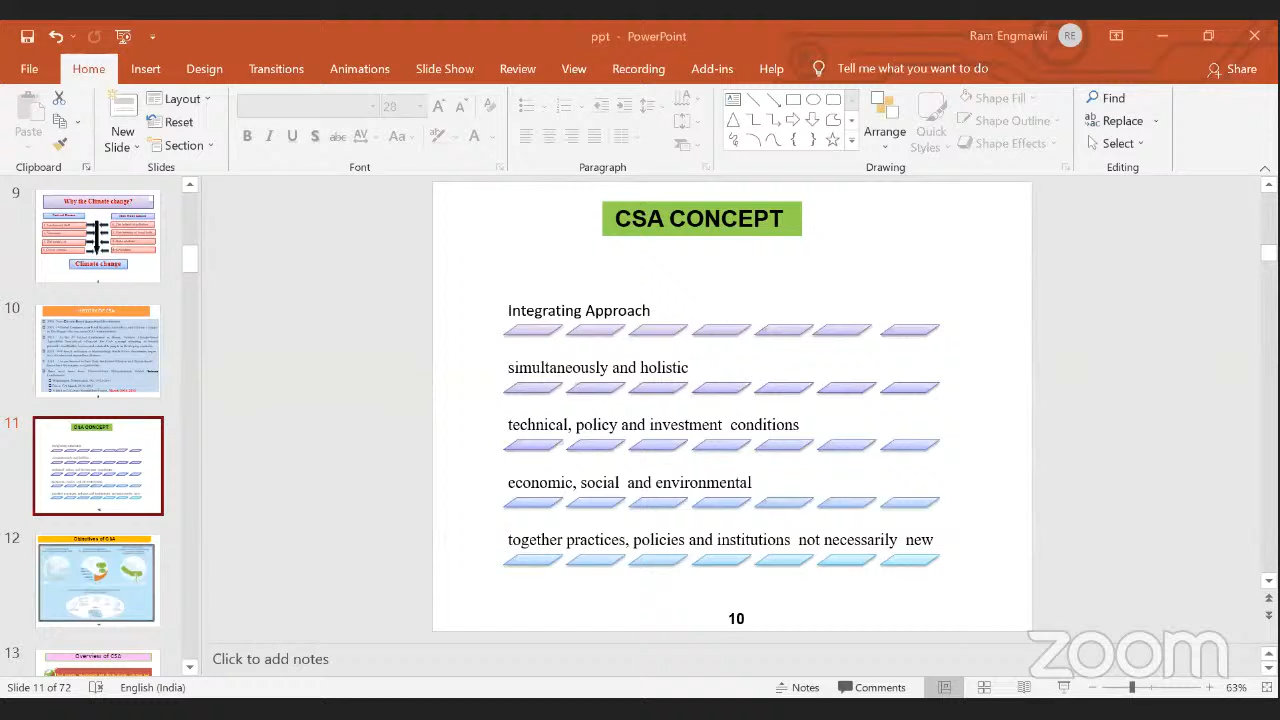 ppt - PowerPoint
Ram Engmawii
RE
File Home Insert Design Transitions Animations Slide Show Review View Recording Add-ins Help Tell me what you want to do Share
Paste
Clipboard
New Slide
Layout
Reset
Section
Slides
28
B I U S abc AV Aa A
Font
Paragraph
Arrange
Quick Styles
Shape Fill
Shape Outline
Shape Effects
Drawing
Find
Replace
Select
Editing
9
Why the Climate change?
Climate change
10
11
CSA CONCEPT
12
Objectives of CSA
13
Overview of CSA
CSA CONCEPT
Integrating Approach
simultaneously and holistic
technical, policy and investment conditions
economic, social and environmental
together practices, policies and institutions not necessarily new
10
Click to add notes
zoom
Slide 11 of 72
English (India)
Notes
Comments
63%